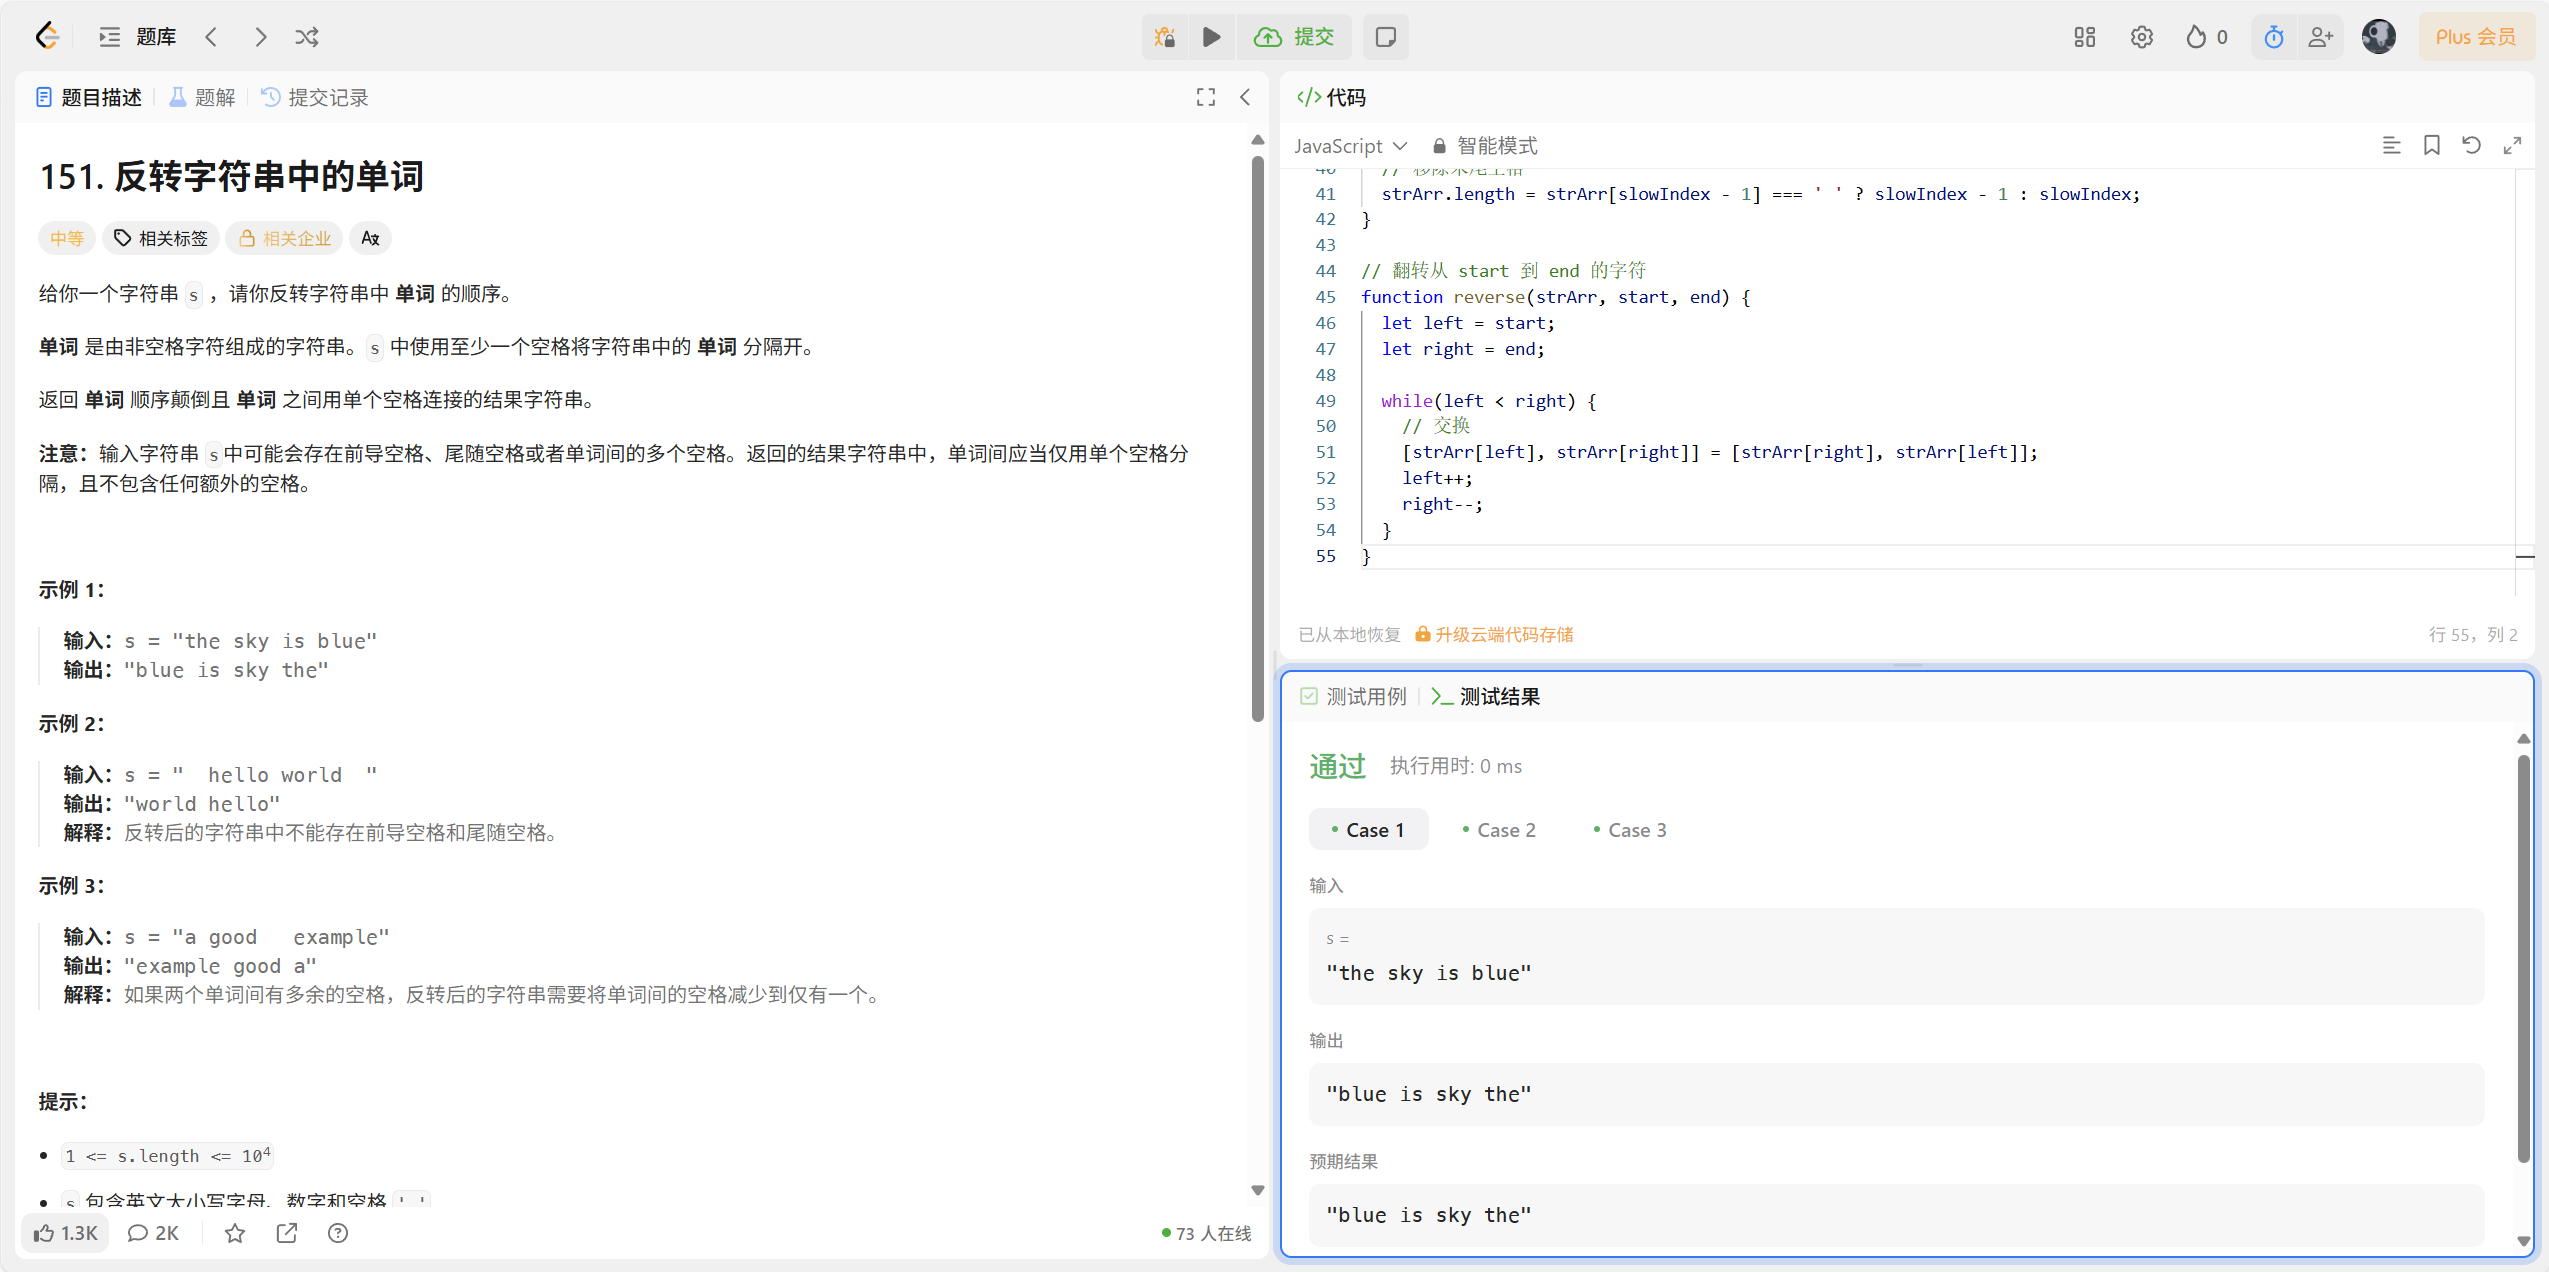 题库
提交
0
Plus 会员
题目描述
题解
提交记录
151. 反转字符串中的单词
中等
相关标签
相关企业
给你一个字符串 s ，请你反转字符串中 单词 的顺序。
单词 是由非空格字符组成的字符串。s 中使用至少一个空格将字符串中的 单词 分隔开。
返回 单词 顺序颠倒且 单词 之间用单个空格连接的结果字符串。
注意：输入字符串 s中可能会存在前导空格、尾随空格或者单词间的多个空格。返回的结果字符串中，单词间应当仅用单个空格分
隔，且不包含任何额外的空格。
示例 1：
输入：s = "the sky is blue"
输出："blue is sky the"
示例 2：
输入：s = "  hello world  "
输出："world hello"
解释：反转后的字符串中不能存在前导空格和尾随空格。
示例 3：
输入：s = "a good   example"
输出："example good a"
解释：如果两个单词间有多余的空格，反转后的字符串需要将单词间的空格减少到仅有一个。
提示：
1 <= s.length <= 10⁴
s 包含英文大小写字母、数字和空格 ' '
1.3K
2K
73 人在线
</> 代码
JavaScript
智能模式
40 // 移除末尾空格
41 strArr.length = strArr[slowIndex - 1] === ' ' ? slowIndex - 1 : slowIndex;
42 }
43
44 // 翻转从 start 到 end 的字符
45 function reverse(strArr, start, end) {
46 let left = start;
47 let right = end;
48
49 while(left < right) {
50 // 交换
51 [strArr[left], strArr[right]] = [strArr[right], strArr[left]];
52 left++;
53 right--;
54 }
55 }
已从本地恢复
升级云端代码存储
行 55，列 2
测试用例
测试结果
通过
执行用时: 0 ms
Case 1
Case 2
Case 3
输入
s =
"the sky is blue"
输出
"blue is sky the"
预期结果
"blue is sky the"